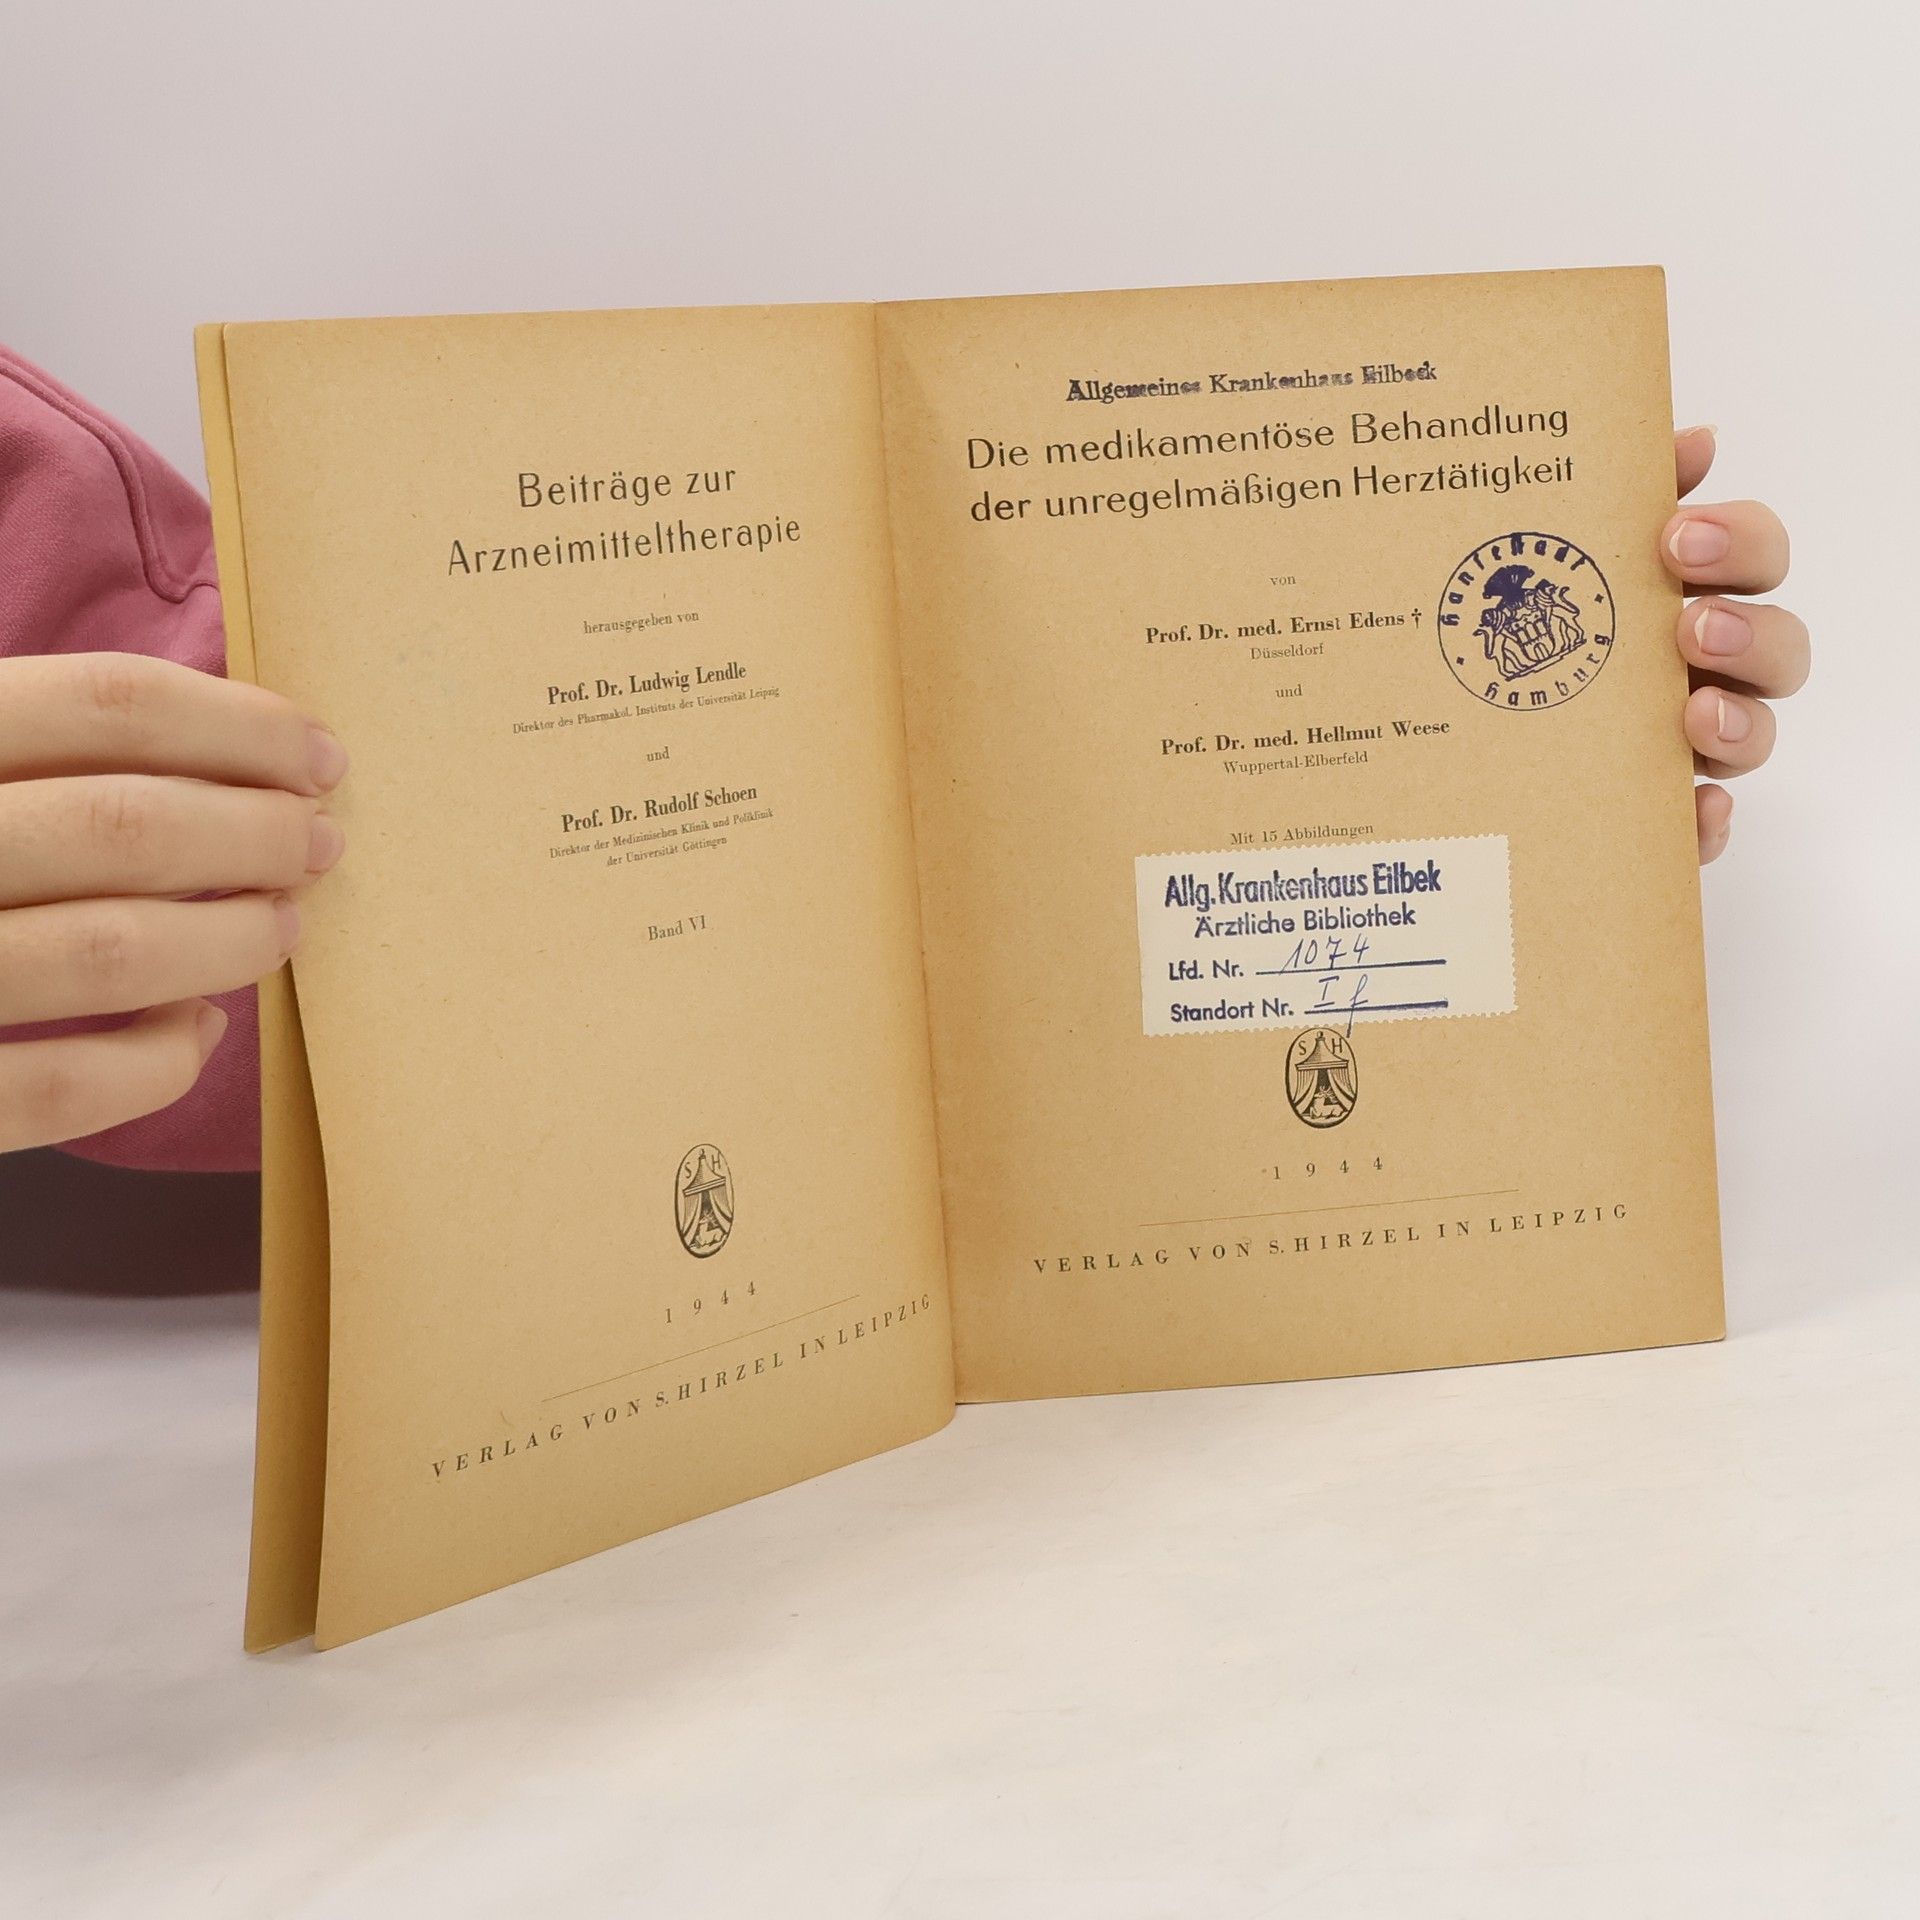 Beiträge zur
Arzneimitteltherapie
herausgegeben von
Prof. Dr. Ludwig Lendle
Direktor des Pharmakol. Instituts der Universität Leipzig
und
Prof. Dr. Rudolf Schoen
Direktor der Medizinischen Klinik und Poliklinik
der Universität Göttingen
Band VI
S H
1944
VERLAG VON S. HIRZEL IN LEIPZIG
Allgemeines Krankenhaus Eilbeck
Die medikamentöse Behandlung
der unregelmäßigen Herztätigkeit
von
Prof. Dr. med. Ernst Edens †
Düsseldorf
und
Prof. Dr. med. Hellmut Weese
Wuppertal-Elberfeld
Hansestadt
Hamburg
Mit 15 Abbildungen
Allg. Krankenhaus Eilbek
Ärztliche Bibliothek
Lfd. Nr. 1074
Standort Nr. I f
S H
1944
VERLAG VON S. HIRZEL IN LEIPZIG